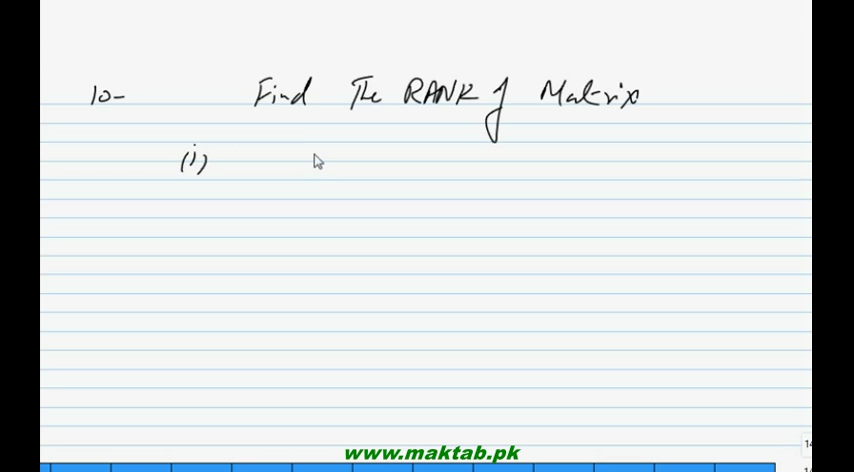 10- Find The RANK of Matrix
(i)
www.maktab.pk